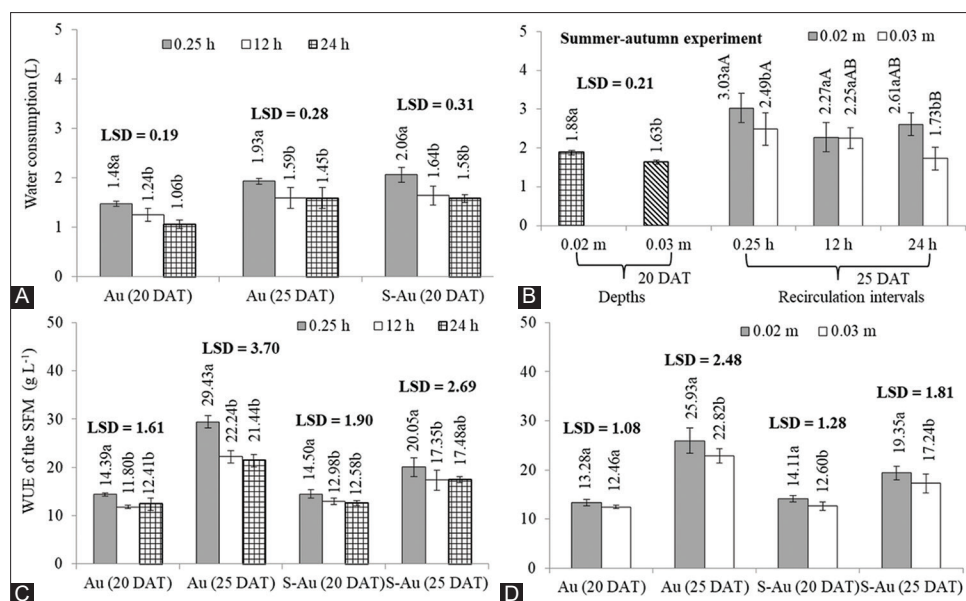 5
4
3
2
1
0
Water consumption (L)
0.25 h 12 h 24 h
LSD = 0.19
LSD = 0.28
LSD = 0.31
1.48a
1.24b
1.06b
1.93a
1.59b
1.45b
2.06a
1.64b
1.58b
A
Au (20 DAT) Au (25 DAT) S-Au (20 DAT)
6
5
4
3
2
1
0
Summer-autumn experiment
0.02 m 0.03 m
LSD = 0.21
1.88a
1.63b
3.03aA
2.49bA
2.27aA
2.25aAB
2.61aAB
1.73bB
0.02 m 0.03 m 0.25 h 12 h 24 h
20 DAT 25 DAT
Depths Recirculation intervals
B
50
40
30
20
10
0
WUE of the SFM (g L-1)
0.25 h 12 h 24 h
LSD = 1.61
LSD = 3.70
LSD = 1.90
LSD = 2.69
14.39a
11.80b
12.41b
29.43a
22.24b
21.44b
14.50a
12.98b
12.58b
20.05a
17.35b
17.48ab
C
Au (20 DAT) Au (25 DAT) S-Au (20 DAT) S-Au (25 DAT)
50
40
30
20
10
0
0.02 m 0.03 m
LSD = 1.08
LSD = 2.48
LSD = 1.28
LSD = 1.81
13.28a
12.46a
25.93a
22.82b
14.11a
12.60b
19.35a
17.24b
D
Au (20 DAT) Au (25 DAT) S-Au (20 DAT) S-Au (25 DAT)